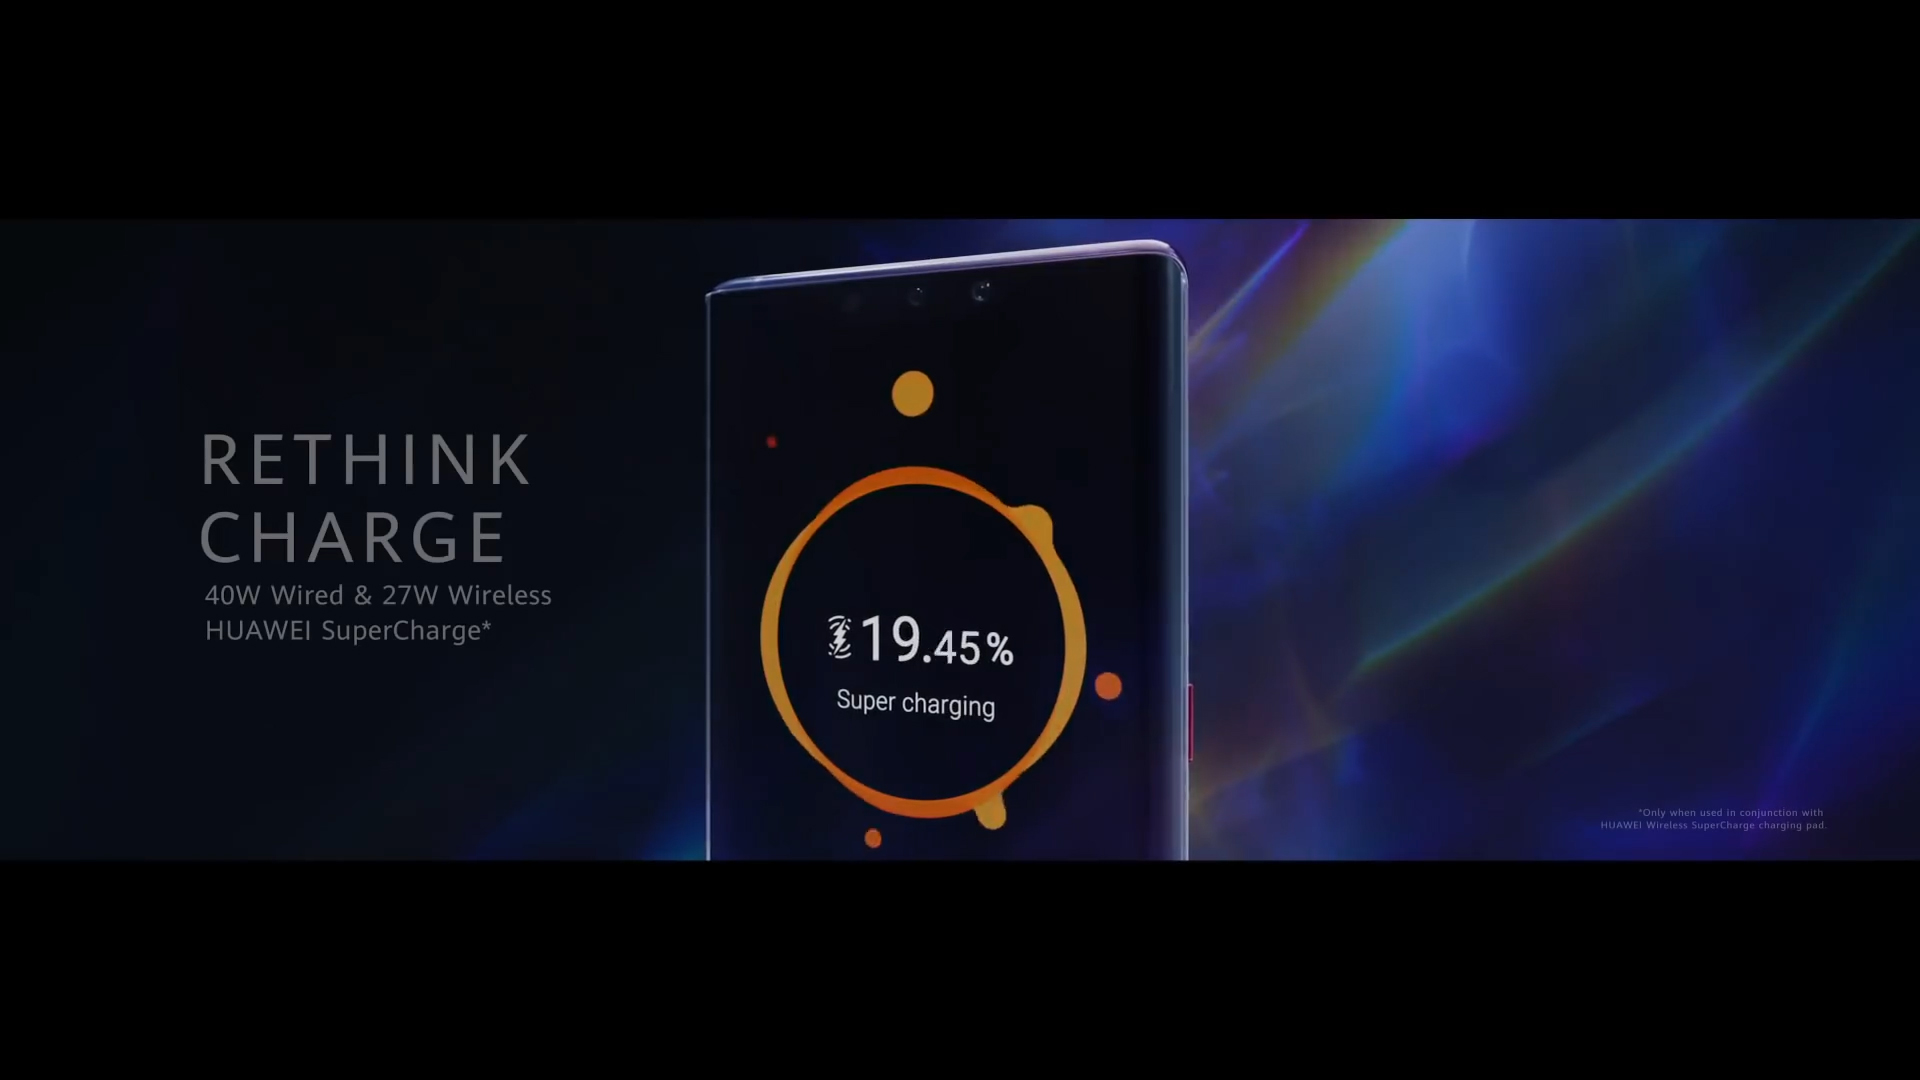 RETHINK
CHARGE
40W Wired & 27W Wireless
HUAWEI SuperCharge*
19.45%
Super charging
*Only when used in conjunction with
HUAWEI Wireless SuperCharge charging pad.